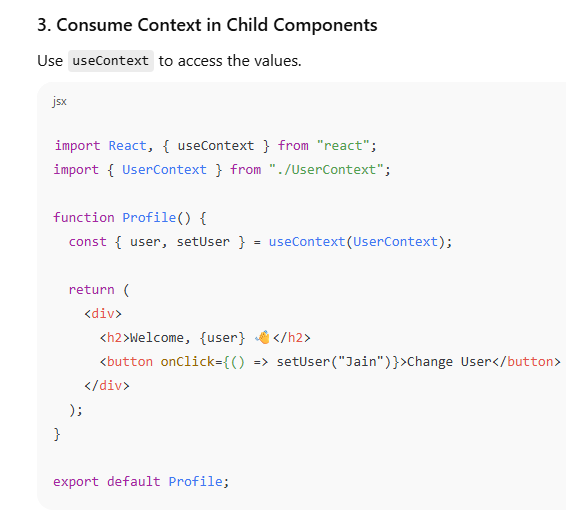 3. Consume Context in Child Components
Use useContext to access the values.
jsx
import React, { useContext } from "react";
import { UserContext } from "./UserContext";
function Profile() {
const { user, setUser } = useContext(UserContext);
return (
<div>
<h2>Welcome, {user} 👋</h2>
<button onClick={() => setUser("Jain")}>Change User</button>
</div>
);
}
export default Profile;